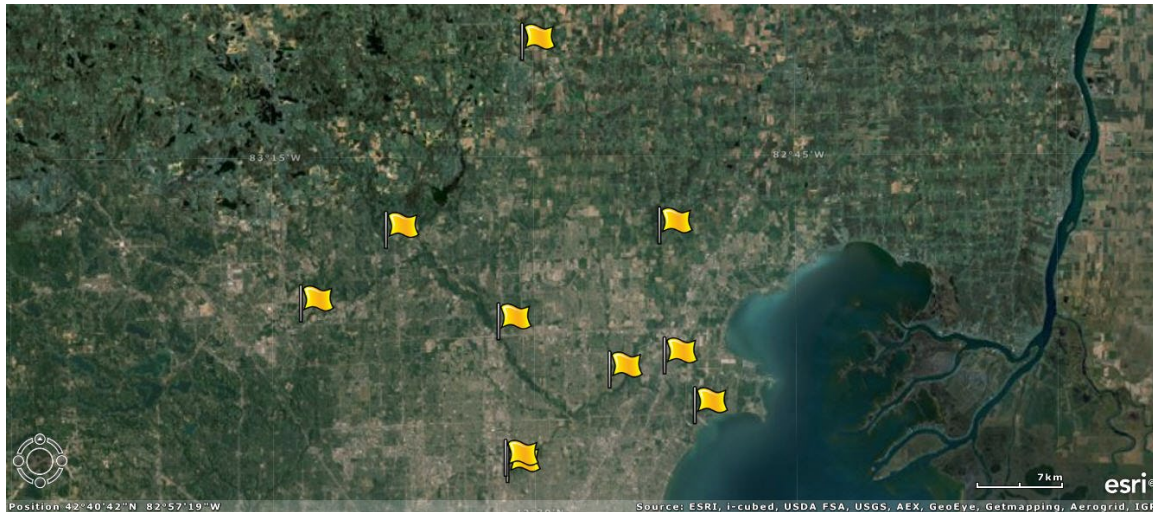 83°15'W
82°45'W
7km
esri
Position 42°40'42"N 82°57'19"W
Source: ESRI, i-cubed, USDA FSA, USGS, AEX, GeoEye, Getmapping, Aerogrid, IGP